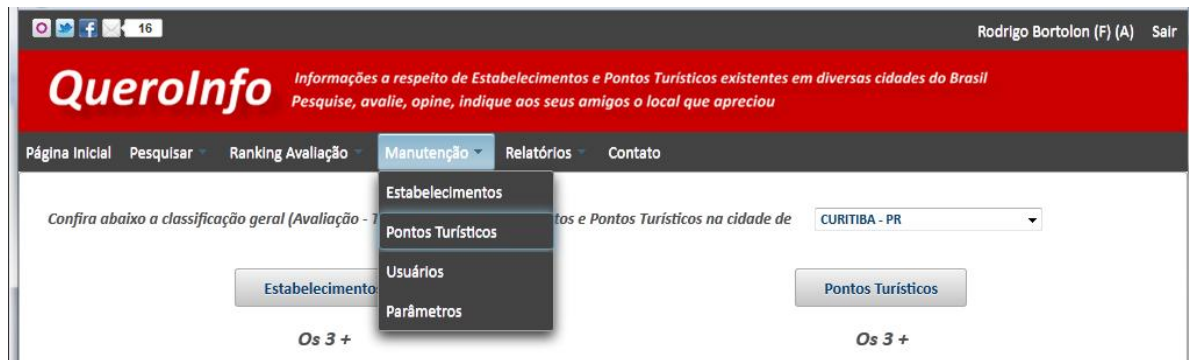 16
Rodrigo Bortolon (F) (A) Sair
QueroInfo
Informações a respeito de Estabelecimentos e Pontos Turísticos existentes em diversas cidades do Brasil
Pesquise, avalie, opine, indique aos seus amigos o local que apreciou
Página Inicial Pesquisar Ranking Avaliação Manutenção Relatórios Contato
Estabelecimentos
Confira abaixo a classificação geral (Avaliação - e Pontos Turísticos na cidade de CURITIBA - PR
Pontos Turísticos
Usuários
Estabelecimento Pontos Turísticos
Parâmetros
Os 3 + Os 3 +